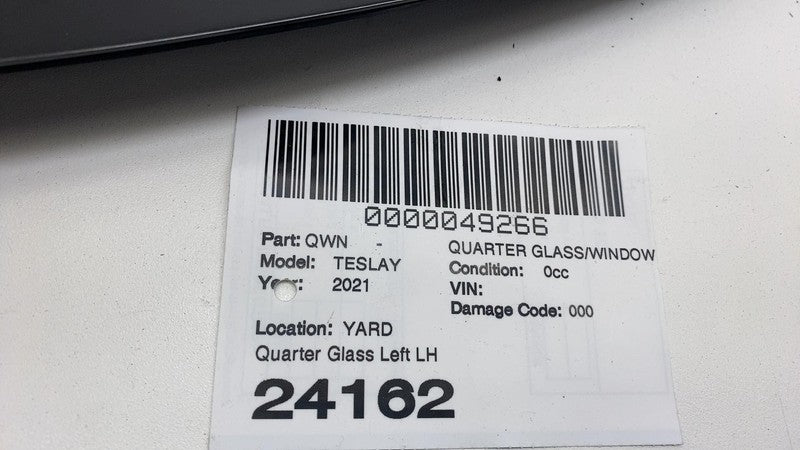 0000049266
Part: QWN - QUARTER GLASS/WINDOW
Model: TESLAY Condition: 0cc
Year: 2021 VIN:
Damage Code: 000
Location: YARD
Quarter Glass Left LH
24162